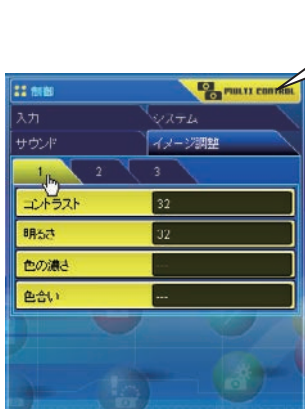 制御 MULTI CONTROL
入力 システム
サウンド イメージ調整
1 2 3
コントラスト 32
明るさ 32
色の濃さ ---
色合い ---